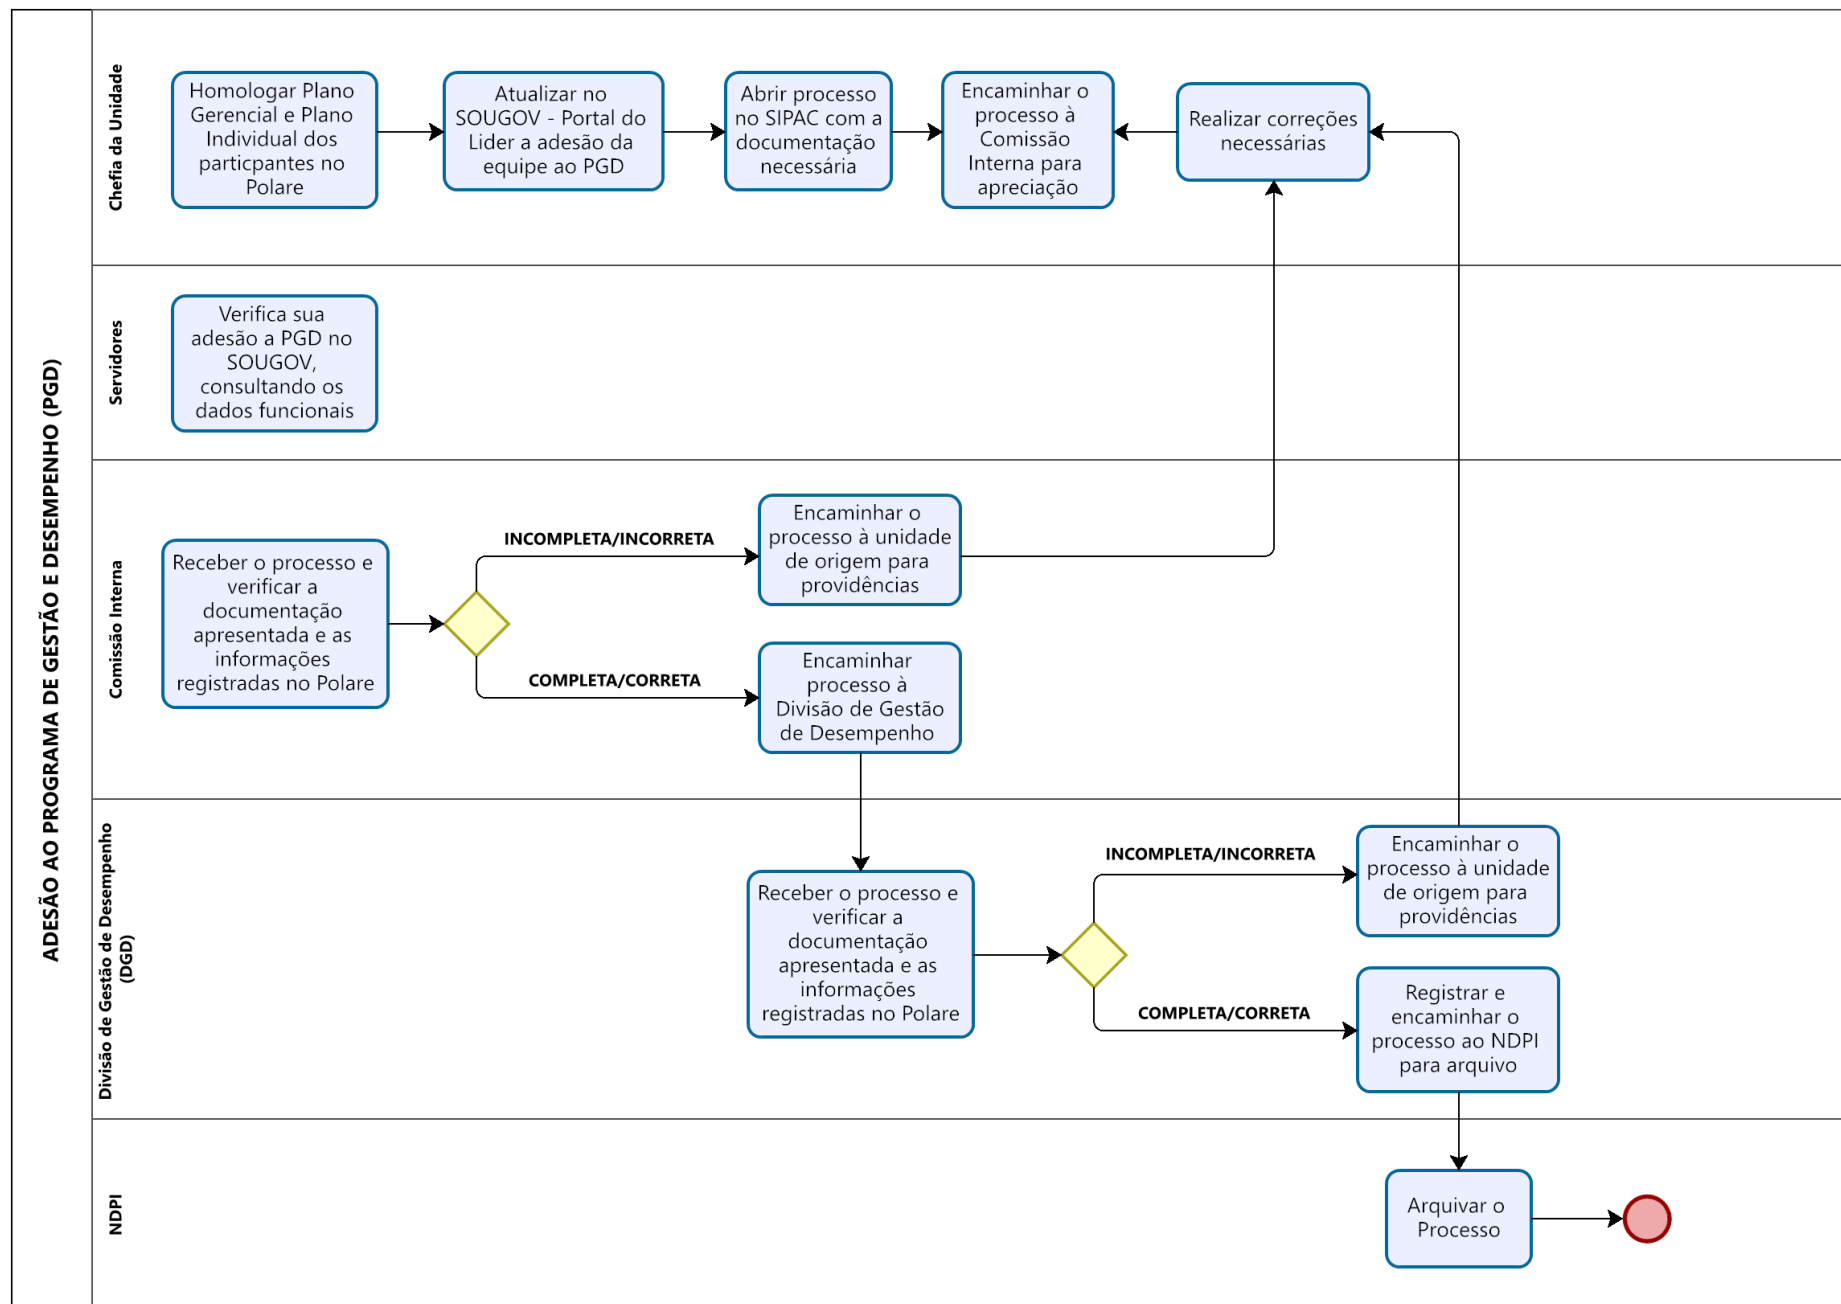 ADESÃO AO PROGRAMA DE GESTÃO E DESEMPENHO (PGD)
Chefia da Unidade
Homologar Plano
Gerencial e Plano
Individual dos
particpantes no
Polare
Atualizar no
SOUGOV - Portal do
Lider a adesão da
equipe ao PGD
Abrir processo
no SIPAC com a
documentação
necessária
Encaminhar o
processo à
Comissão
Interna para
apreciação
Realizar correções
necessárias
Servidores
Verifica sua
adesão a PGD no
SOUGOV,
consultando os
dados funcionais
Comissão Interna
Receber o processo e
verificar a
documentação
apresentada e as
informações
registradas no Polare
INCOMPLETA/INCORRETA
Encaminhar o
processo à unidade
de origem para
providências
COMPLETA/CORRETA
Encaminhar
processo à
Divisão de Gestão
de Desempenho
Divisão de Gestão de Desempenho
(DGD)
Receber o processo e
verificar a
documentação
apresentada e as
informações
registradas no Polare
INCOMPLETA/INCORRETA
Encaminhar o
processo à unidade
de origem para
providências
COMPLETA/CORRETA
Registrar e
encaminhar o
processo ao NDPI
para arquivo
NDPI
Arquivar o
Processo